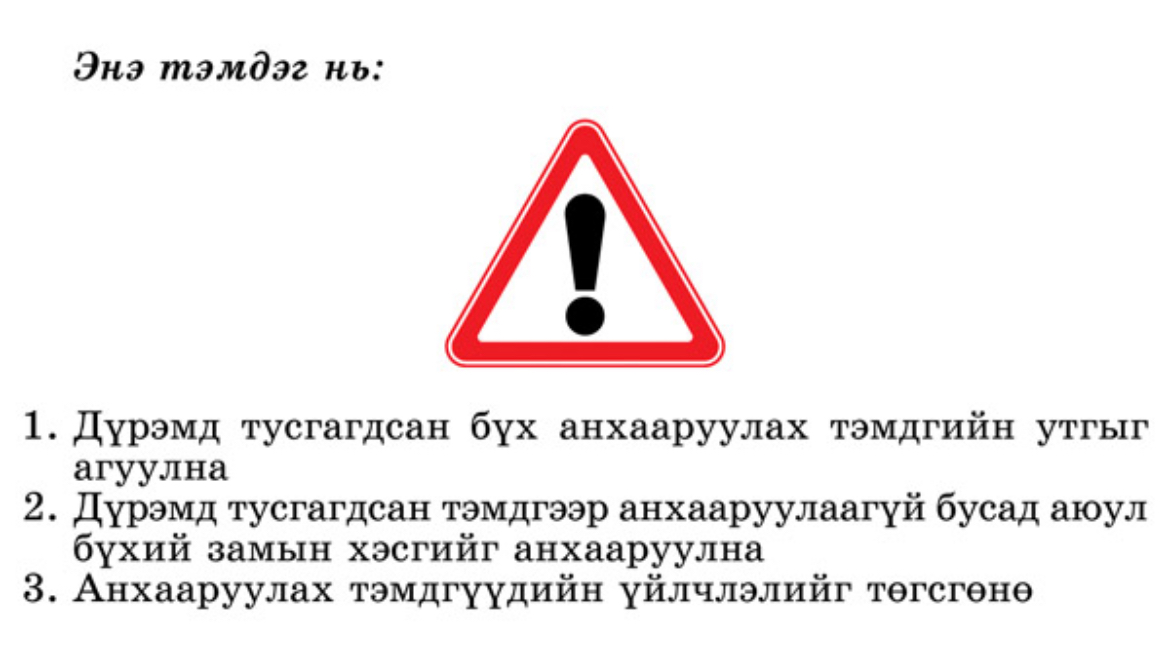 Энэ тэмдэг нь:
1. Дүрэмд тусгагдсан бүх анхааруулах тэмдгийн утгыг
агуулна
2. Дүрэмд тусгагдсан тэмдгээр анхааруулаагүй бусад аюул
бүхий замын хэсгийг анхааруулна
3. Анхааруулах тэмдгүүдийн үйлчлэлийг төгсгөнө